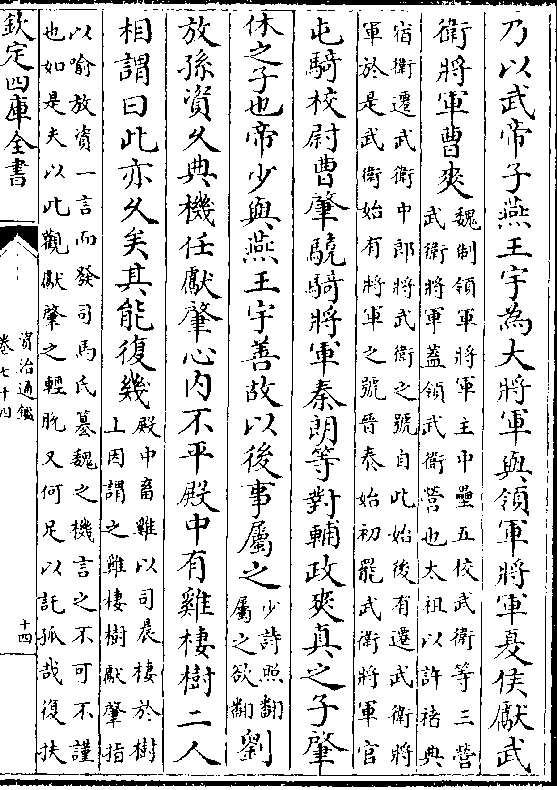 乃以武帝子燕王宇為大將軍與領軍將軍夏侯獻武
衛將軍曹爽
魏制領軍將軍主中壘五校武衛等三營
武衛將軍蓋領武衛營也太祖以許禇典
宿衛遷武衛中郎將武衛之號自此始後有遷武衛將
軍於是武衛始有將軍之號晉泰始初罷武衛將軍官
屯騎校尉曹肇驍騎將軍秦朗等對輔政爽真之子肇
休之子也帝少與燕王宇善故以後事屬之
少詩照翻
屬之欲翻
劉
放孫資久典機任獻肇心内不平殿中有雞棲樹二人
相謂曰此亦久矣其能復幾
殿中畜雞以司晨棲於樹
上因謂之雞棲樹獻肇指
以喻放資一言而發司馬氏墓魏之機言之不可不謹
也如是夫以此觀獻肇之輕脫又何足以託孤哉復扶
欽定四庫全書
資治通鑑
卷七十四
十四